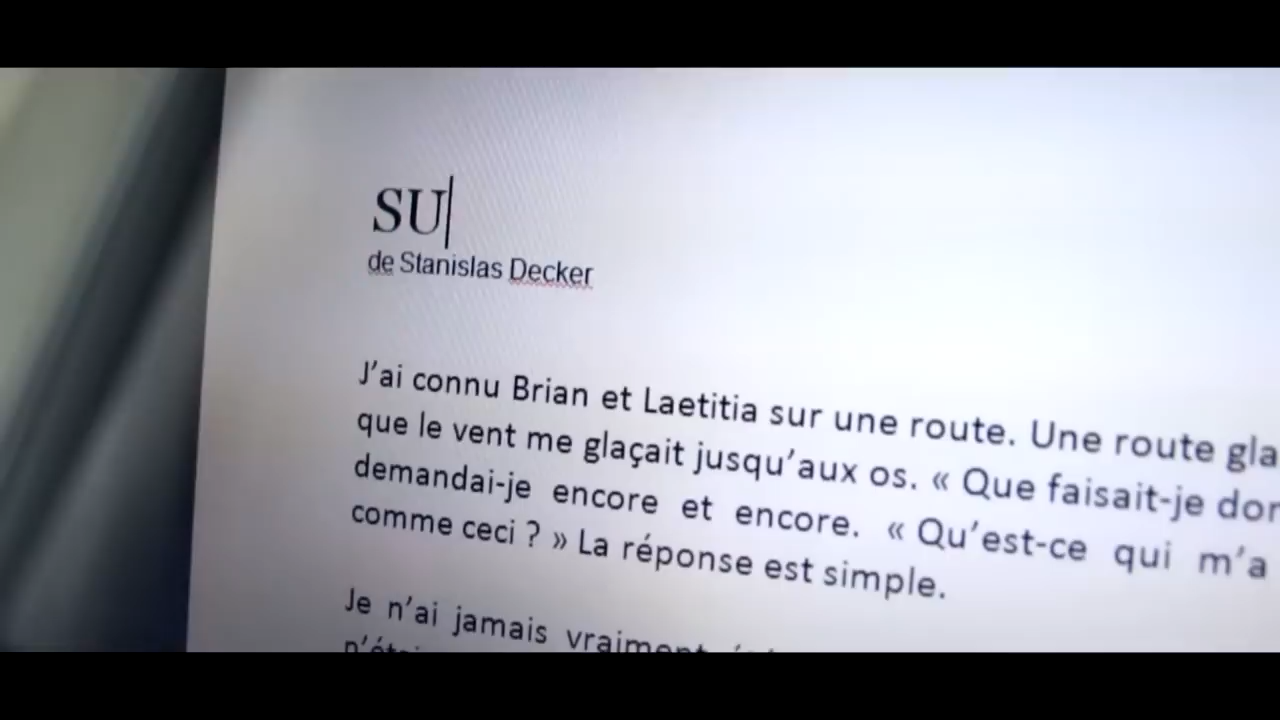 SU
de Stanislas Decker
J'ai connu Brian et Laetitia sur une route. Une route
que le vent me glaçait jusqu'aux os. « Que faisait-je
demandai-je encore et encore. « Qu'est-ce qui m'a
comme ceci ? » La réponse est simple.
Je n'ai jamais vraiment